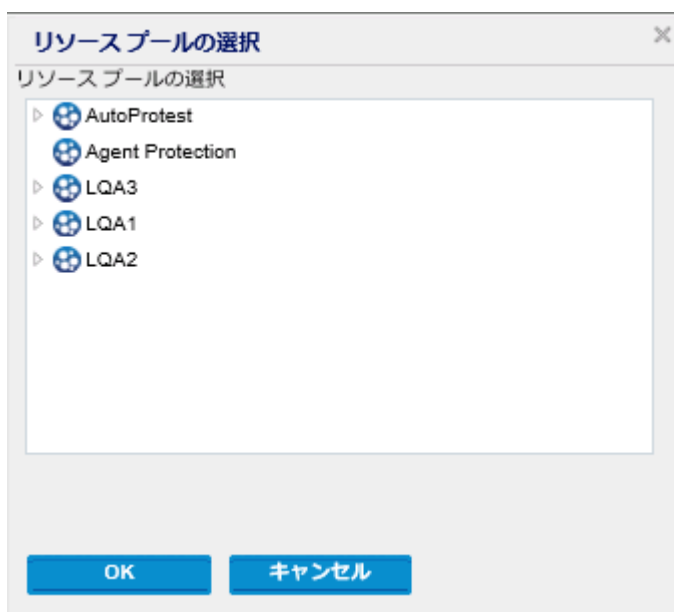 リソース プールの選択
リソース プールの選択
AutoProtest
Agent Protection
LQA3
LQA1
LQA2
OK
キャンセル